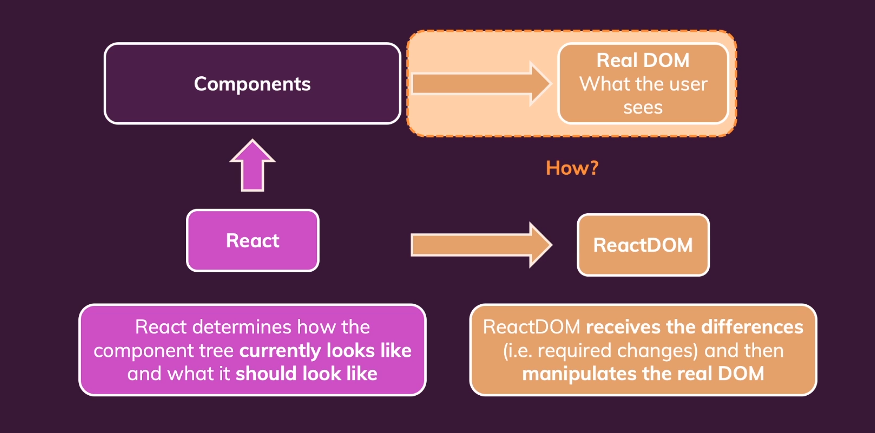 Components
Real DOM
What the user
sees
How?
React
ReactDOM
React determines how the
component tree currently looks like
and what it should look like
ReactDOM receives the differences
(i.e. required changes) and then
manipulates the real DOM